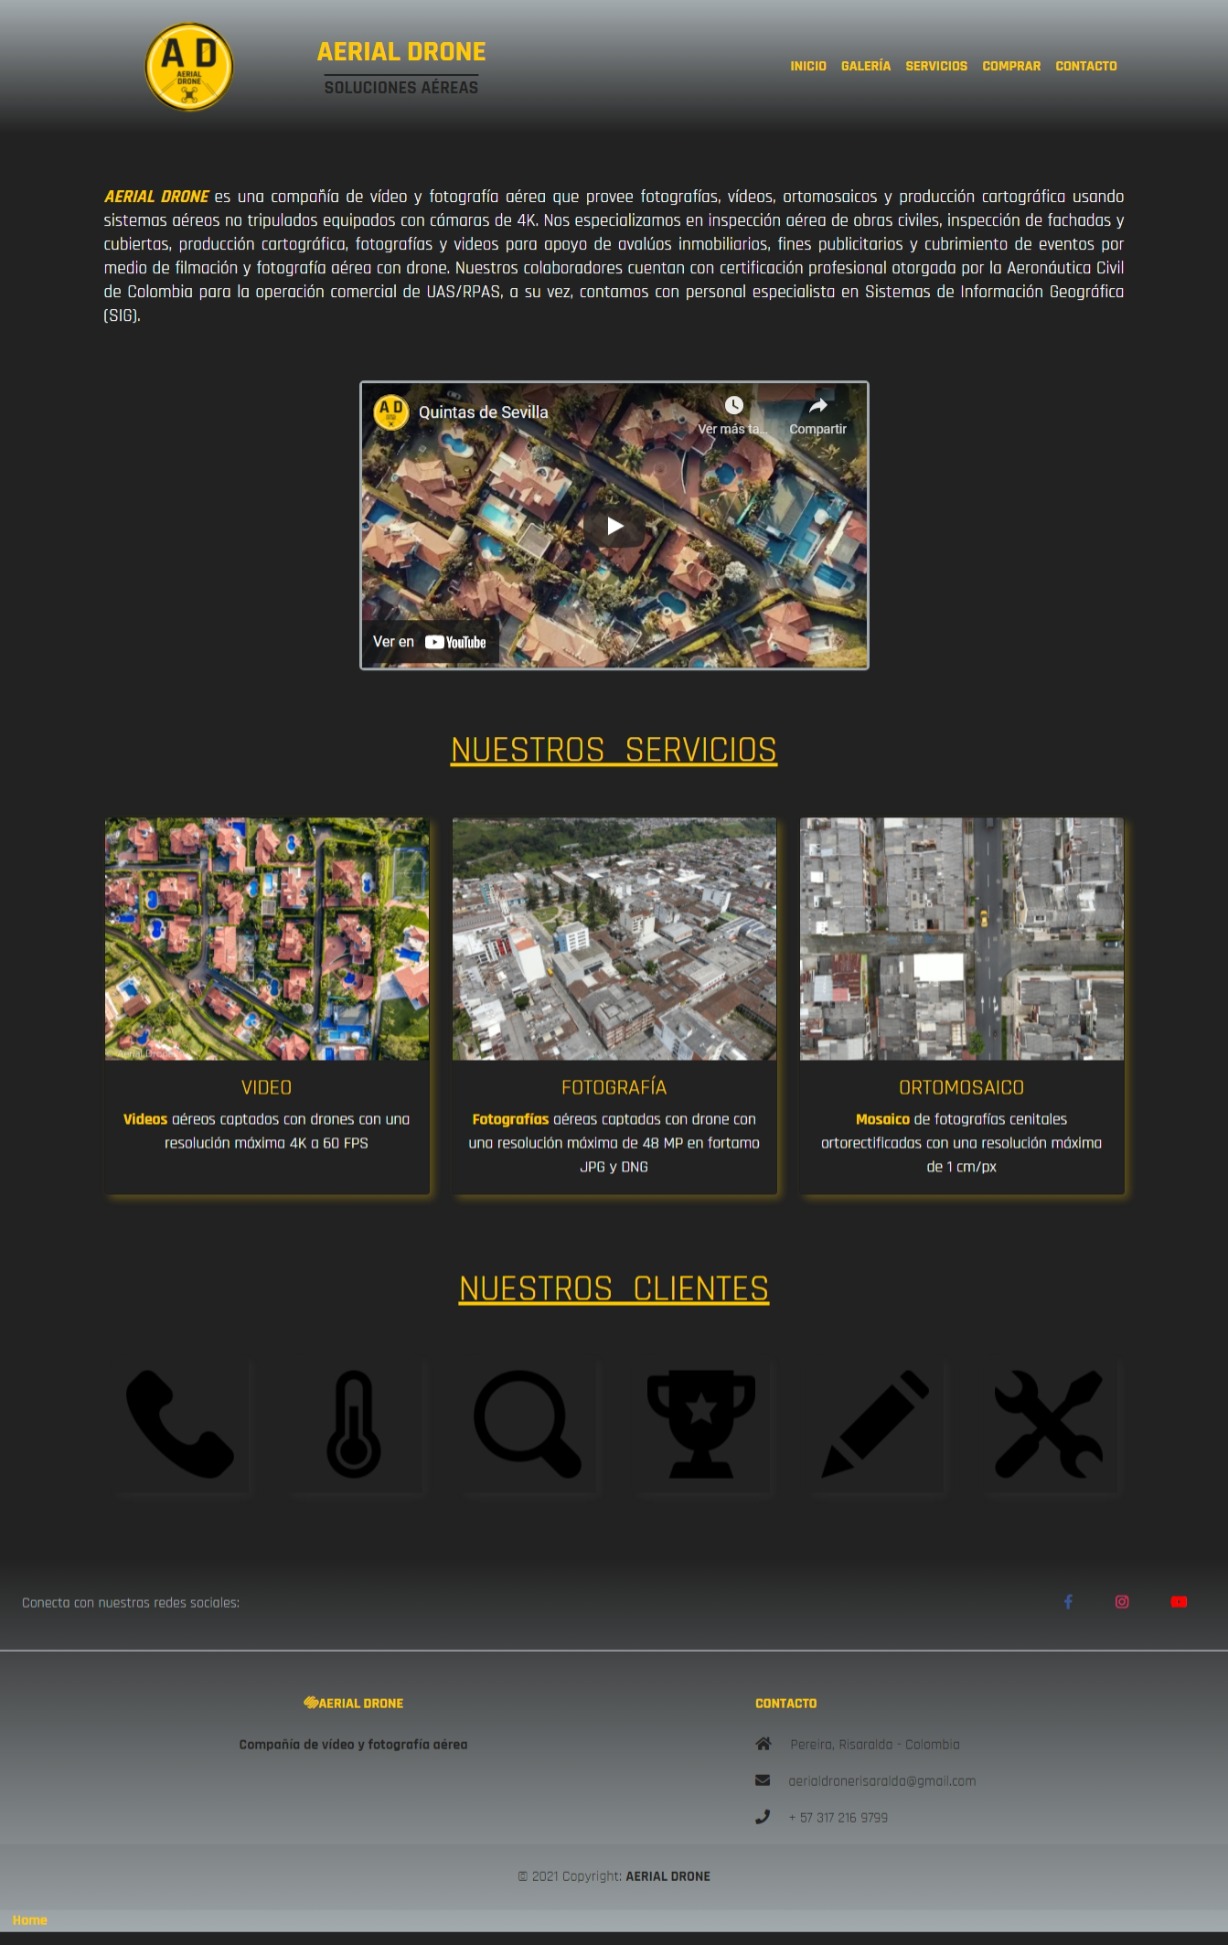 A D
AERIAL
DRONE
AERIAL DRONE
SOLUCIONES AÉREAS
INICIO GALERÍA SERVICIOS COMPRAR CONTACTO
AERIAL DRONE es una compañía de vídeo y fotografía aérea que provee fotografías, vídeos, ortomosaicos y producción cartográfica usando
sistemas aéreos no tripulados equipados con cámaras de 4K. Nos especializamos en inspección aérea de obras civiles, inspección de fachadas y
cubiertas, producción cartográfica, fotografías y videos para apoyo de avalúos inmobiliarios, fines publicitarios y cubrimiento de eventos por
medio de filmación y fotografía aérea con drone. Nuestros colaboradores cuentan con certificación profesional otorgada por la Aeronáutica Civil
de Colombia para la operación comercial de UAS/RPAS, a su vez, contamos con personal especialista en Sistemas de Información Geográfica
(SIG).
A D
Quintas de Sevilla
Ver más ta...
Compartir
Ver en YouTube
NUESTROS SERVICIOS
VIDEO
Videos aéreos captados con drones con una
resolución máxima 4K a 60 FPS
FOTOGRAFÍA
Fotografías aéreas captadas con drone con
una resolución máxima de 48 MP en fortamo
JPG y DNG
ORTOMOSAICO
Mosaico de fotografías cenitales
ortorectificadas con una resolución máxima
de 1 cm/px
NUESTROS CLIENTES
Conecta con nuestras redes sociales:
AERIAL DRONE
Compañía de vídeo y fotografía aérea
CONTACTO
Pereira, Risaralda - Colombia
aerialdronerisaralda@gmail.com
+ 57 317 216 9799
© 2021 Copyright: AERIAL DRONE
Home